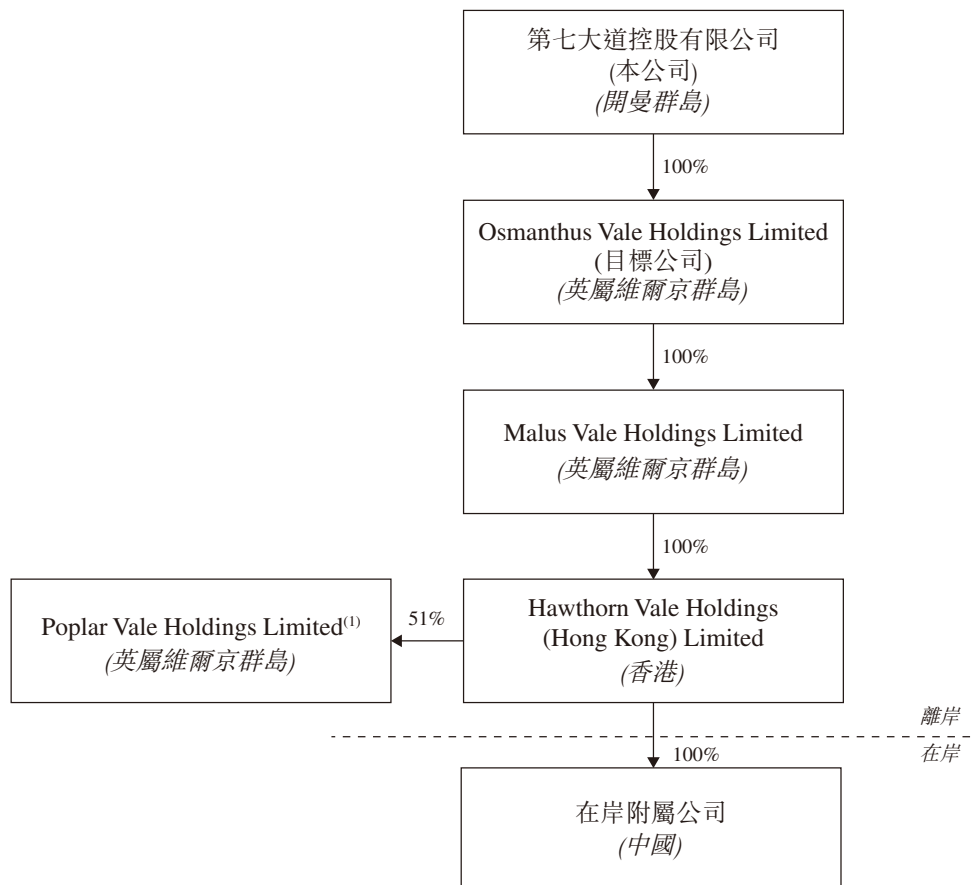 第七大道控股有限公司
(本公司)
(開曼群島)
100%
Osmanthus Vale Holdings Limited
(目標公司)
(英屬維爾京群島)
100%
Malus Vale Holdings Limited
(英屬維爾京群島)
100%
Poplar Vale Holdings Limited(1)
(英屬維爾京群島)
51%
Hawthorn Vale Holdings
(Hong Kong) Limited
(香港)
離岸
在岸
100%
在岸附屬公司
(中國)